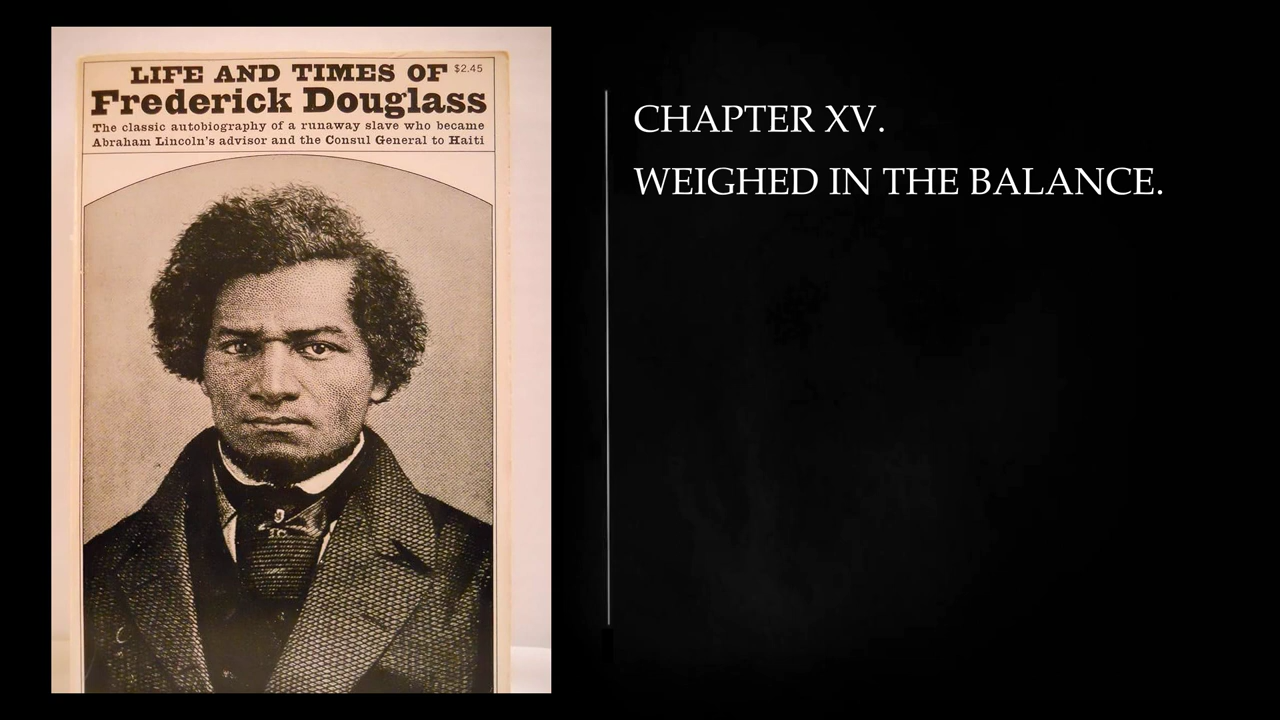 LIFE AND TIMES OF $2.45
Frederick Douglass
The classic autobiography of a runaway slave who became
Abraham Lincoln's advisor and the Consul General to Haiti
CHAPTER XV.
WEIGHED IN THE BALANCE.